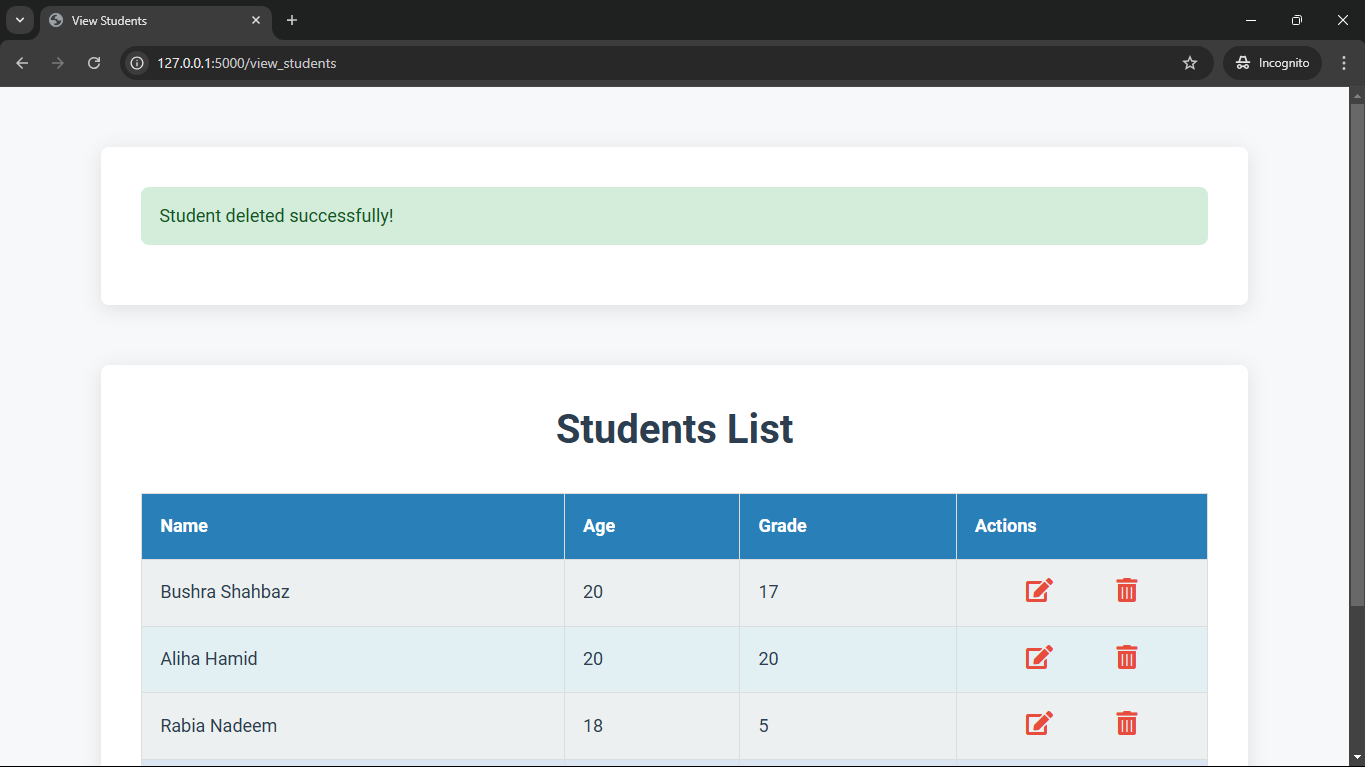 View Students
127.0.0.1:5000/view_students
Incognito
Student deleted successfully!
Students List
Name Age Grade Actions
Bushra Shahbaz 20 17
Aliha Hamid 20 20
Rabia Nadeem 18 5